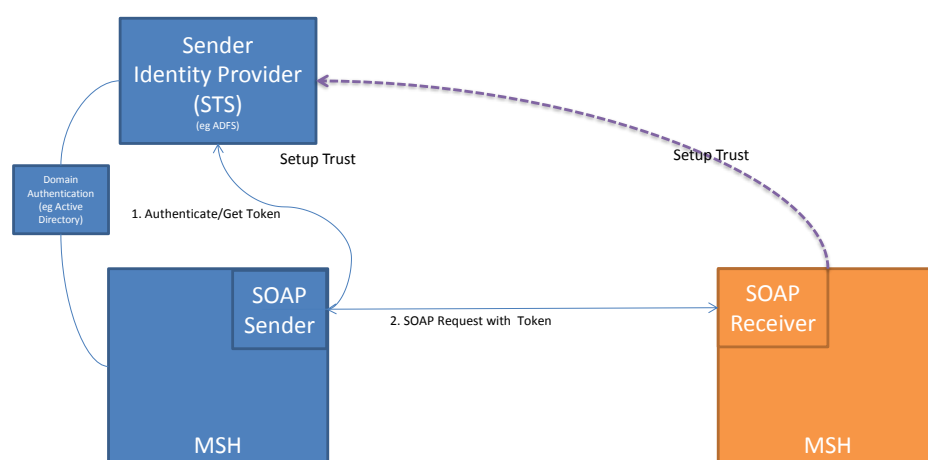 Sender
Identity Provider
(STS)
(eg ADFS)
Setup Trust
Setup Trust
Domain
Authentication
(eg Active
Directory)
1. Authenticate/Get Token
SOAP
Sender
2. SOAP Request with Token
SOAP
Receiver
MSH
MSH